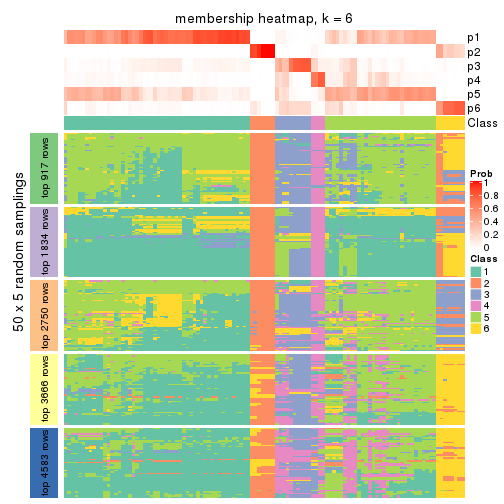 membership heatmap, k = 6
p1
p2
p3
p4
p5
p6
Class
50 x 5 random samplings
top 917 rows
top 1834 rows
top 2750 rows
top 3666 rows
top 4583 rows
Prob
1
0.8
0.6
0.4
0.2
0
Class
1
2
3
4
5
6